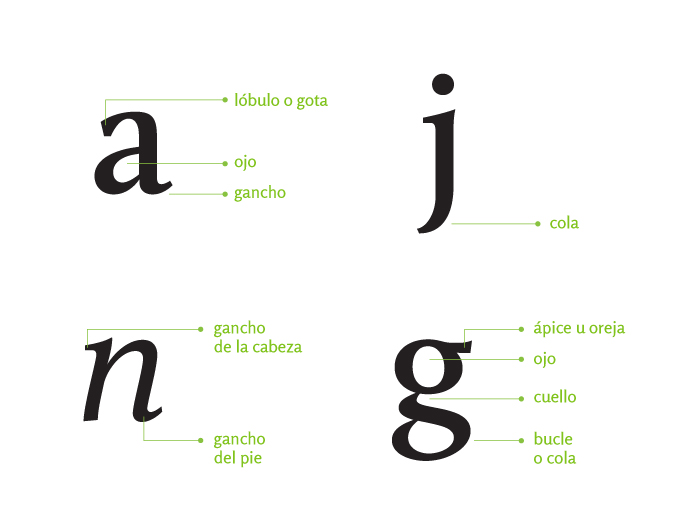 a
lóbulo o gota
ojo
gancho
j
cola
n
gancho
de la cabeza
gancho
del pie
g
ápice u oreja
ojo
cuello
bucle
o cola